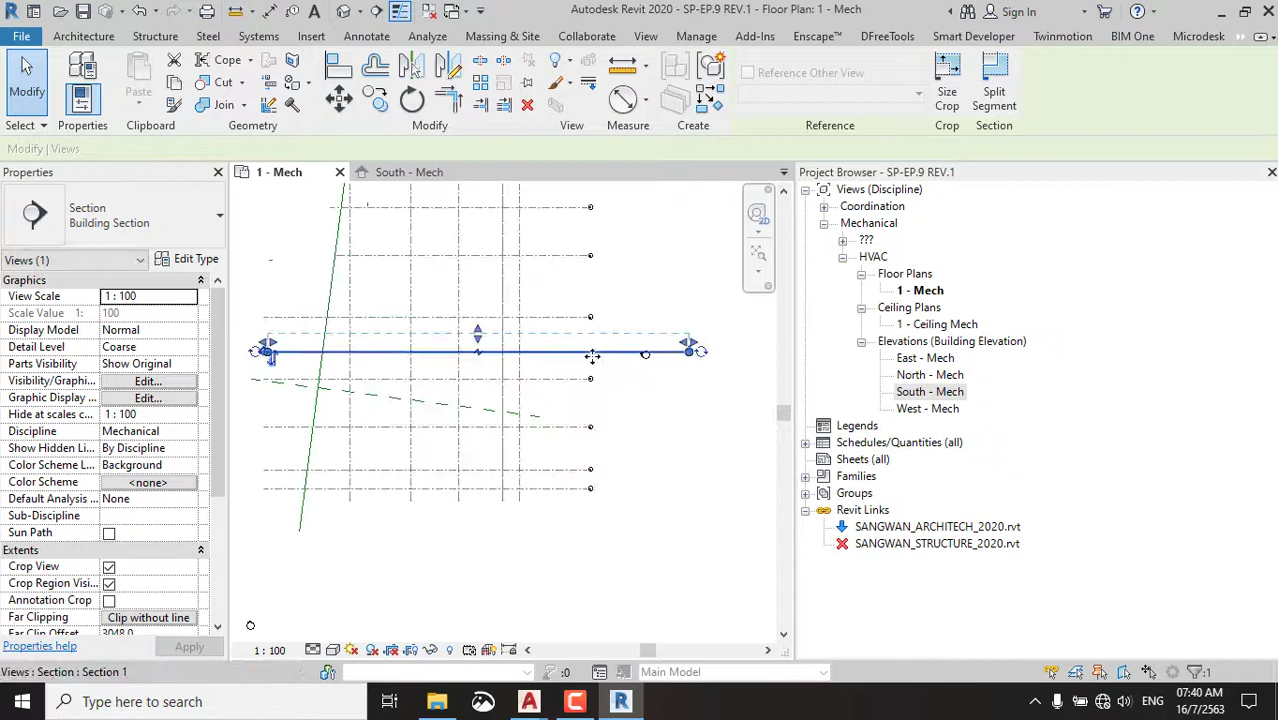 Autodesk Revit 2020 - SP-EP.9 REV.1 - Floor Plan: 1 - Mech
Sign In
File
Architecture
Structure
Steel
Systems
Insert
Annotate
Analyze
Massing & Site
Collaborate
View
Manage
Add-Ins
Enscape™
DFreeTools
Smart Developer
Twinmotion
BIM One
Microdesk
Modify
Properties
Paste
Cope
Cut
Join
Reference Other View
Size Crop
Split Segment
Select
Properties
Clipboard
Geometry
Modify
View
Measure
Create
Reference
Crop
Section
Modify | Views
Properties
1 - Mech
South - Mech
Project Browser - SP-EP.9 REV.1
Section
Building Section
Views (1)
Edit Type
Graphics
View Scale 1 : 100
Scale Value 1: 100
Display Model Normal
Detail Level Coarse
Parts Visibility Show Original
Visibility/Graphi... Edit...
Graphic Display ... Edit...
Hide at scales c... 1 : 100
Discipline Mechanical
Show Hidden Li... By Discipline
Color Scheme L... Background
Color Scheme <none>
Default Analysis ... None
Sub-Discipline
Sun Path
Extents
Crop View
Crop Region Visi...
Annotation Crop
Far Clipping Clip without line
Far Clip Offset 3048.0
Properties help
Apply
2D
Views (Discipline)
Coordination
Mechanical
???
HVAC
Floor Plans
1 - Mech
Ceiling Plans
1 - Ceiling Mech
Elevations (Building Elevation)
East - Mech
North - Mech
South - Mech
West - Mech
Legends
Schedules/Quantities (all)
Sheets (all)
Families
Groups
Revit Links
SANGWAN_ARCHITECH_2020.rvt
SANGWAN_STRUCTURE_2020.rvt
1 : 100
Views : Section : Section 1
:0
Main Model
:1
Type here to search
ENG
07:40 AM
16/7/2563